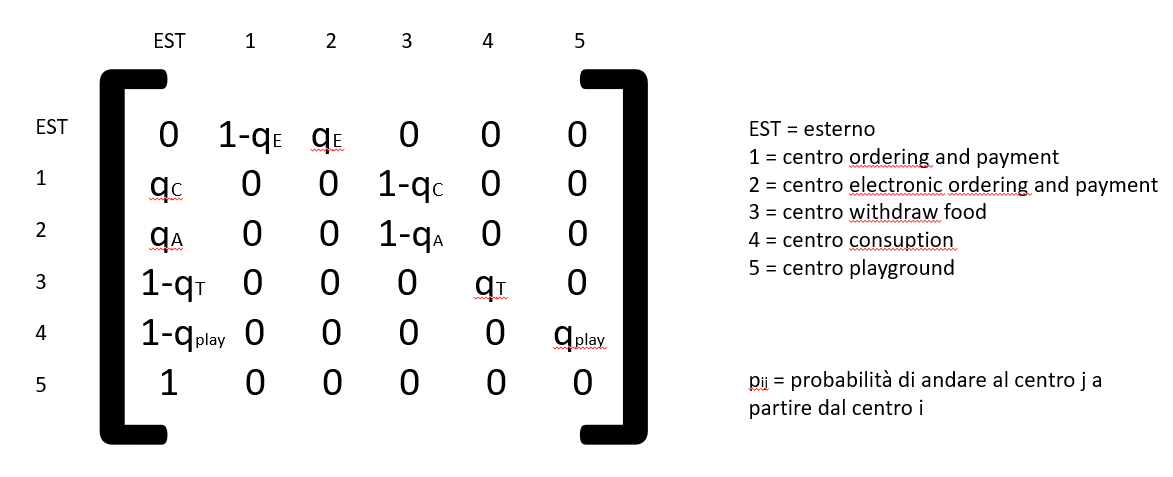 EST 1 2 3 4 5
EST 0 1-qE qE 0 0 0
1 qC 0 0 1-qC 0 0
2 qA 0 0 1-qA 0 0
3 1-qT 0 0 0 qT 0
4 1-qplay 0 0 0 0 qplay
5 1 0 0 0 0 0
EST = esterno
1 = centro ordering and payment
2 = centro electronic ordering and payment
3 = centro withdraw food
4 = centro consuption
5 = centro playground
pij = probabilità di andare al centro j a
partire dal centro i